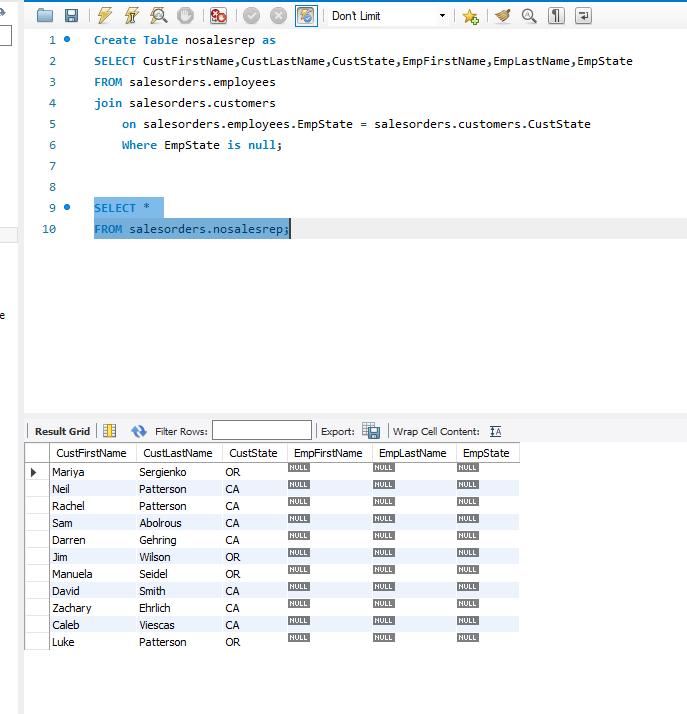 Don't Limit
1 Create Table nosalesrep as
2 SELECT CustFirstName,CustLastName,CustState,EmpFirstName,EmpLastName,EmpState
3 FROM salesorders.employees
4 join salesorders.customers
5 on salesorders.employees.EmpState = salesorders.customers.CustState
6 Where EmpState is null;
7
8
9 SELECT *
10 FROM salesorders.nosalesrep;
e
Result Grid Filter Rows: Export: Wrap Cell Content: IA
CustFirstName CustLastName CustState EmpFirstName EmpLastName EmpState
Mariya Sergienko OR NULL NULL NULL
Neil Patterson CA NULL NULL NULL
Rachel Patterson CA NULL NULL NULL
Sam Abolrous CA NULL NULL NULL
Darren Gehring CA NULL NULL NULL
Jim Wilson OR NULL NULL NULL
Manuela Seidel OR NULL NULL NULL
David Smith CA NULL NULL NULL
Zachary Ehrlich CA NULL NULL NULL
Caleb Viescas CA NULL NULL NULL
Luke Patterson OR NULL NULL NULL